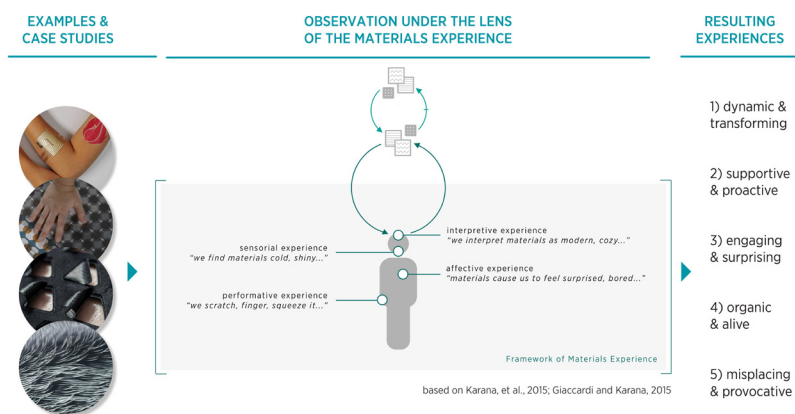 EXAMPLES &
CASE STUDIES
OBSERVATION UNDER THE LENS
OF THE MATERIALS EXPERIENCE
RESULTING
EXPERIENCES
interpretive experience
"we interpret materials as modern, cozy..."
sensorial experience
"we find materials cold, shiny..."
affective experience
"materials cause us to feel surprised, bored..."
performative experience
"we scratch, finger, squeeze it..."
Framework of Materials Experience
based on Karana, et al., 2015; Giaccardi and Karana, 2015
1) dynamic &
transforming
2) supportive
& proactive
3) engaging
& surprising
4) organic
& alive
5) misplacing
& provocative